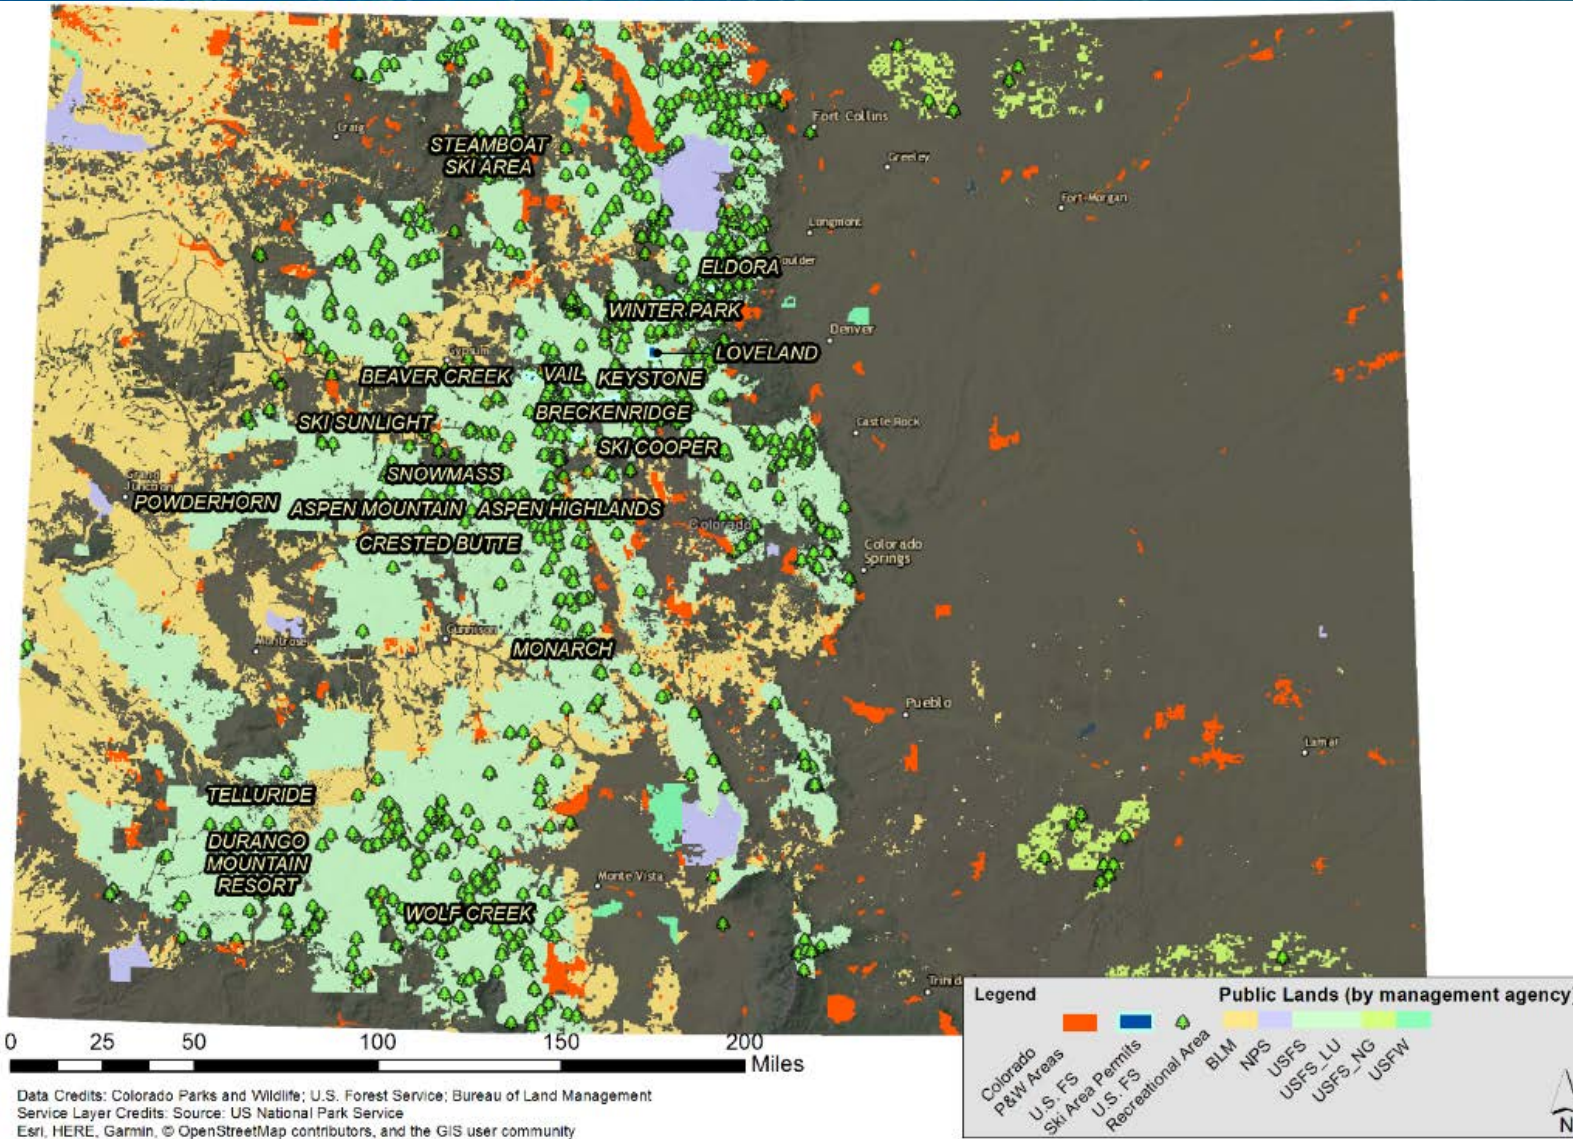 Craig
Fort Collins
STEAMBOAT
SKI AREA
Greeley
Fort-Morgan
Longmont
ELDORA
oulder
WINTER PARK
Denver
LOVELAND
Gypsum
BEAVER CREEK
VAIL
KEYSTONE
BRECKENRIDGE
SKI SUNLIGHT
Castle Rock
SKI COOPER
SNOWMASS
Grand
Junction
POWDERHORN
ASPEN MOUNTAIN
ASPEN HIGHLANDS
Colorado
CRESTED BUTTE
Colorado
Springs
Gunnison
Montrose
MONARCH
Pueblo
Lamar
TELLURIDE
DURANGO
MOUNTAIN
RESORT
Monte Vista
WOLF CREEK
Trinid
Legend
Public Lands (by management agency)
Colorado
P&W Areas
U.S. FS
Ski Area Permits
U.S. FS
Recreational Area
BLM
NPS
USFS
USFS_LU
USFS_NG
USFW
N
0 25 50 100 150 200
Miles
Data Credits: Colorado Parks and Wildlife; U.S. Forest Service; Bureau of Land Management
Service Layer Credits: Source: US National Park Service
Esri, HERE, Garmin, © OpenStreetMap contributors, and the GIS user community